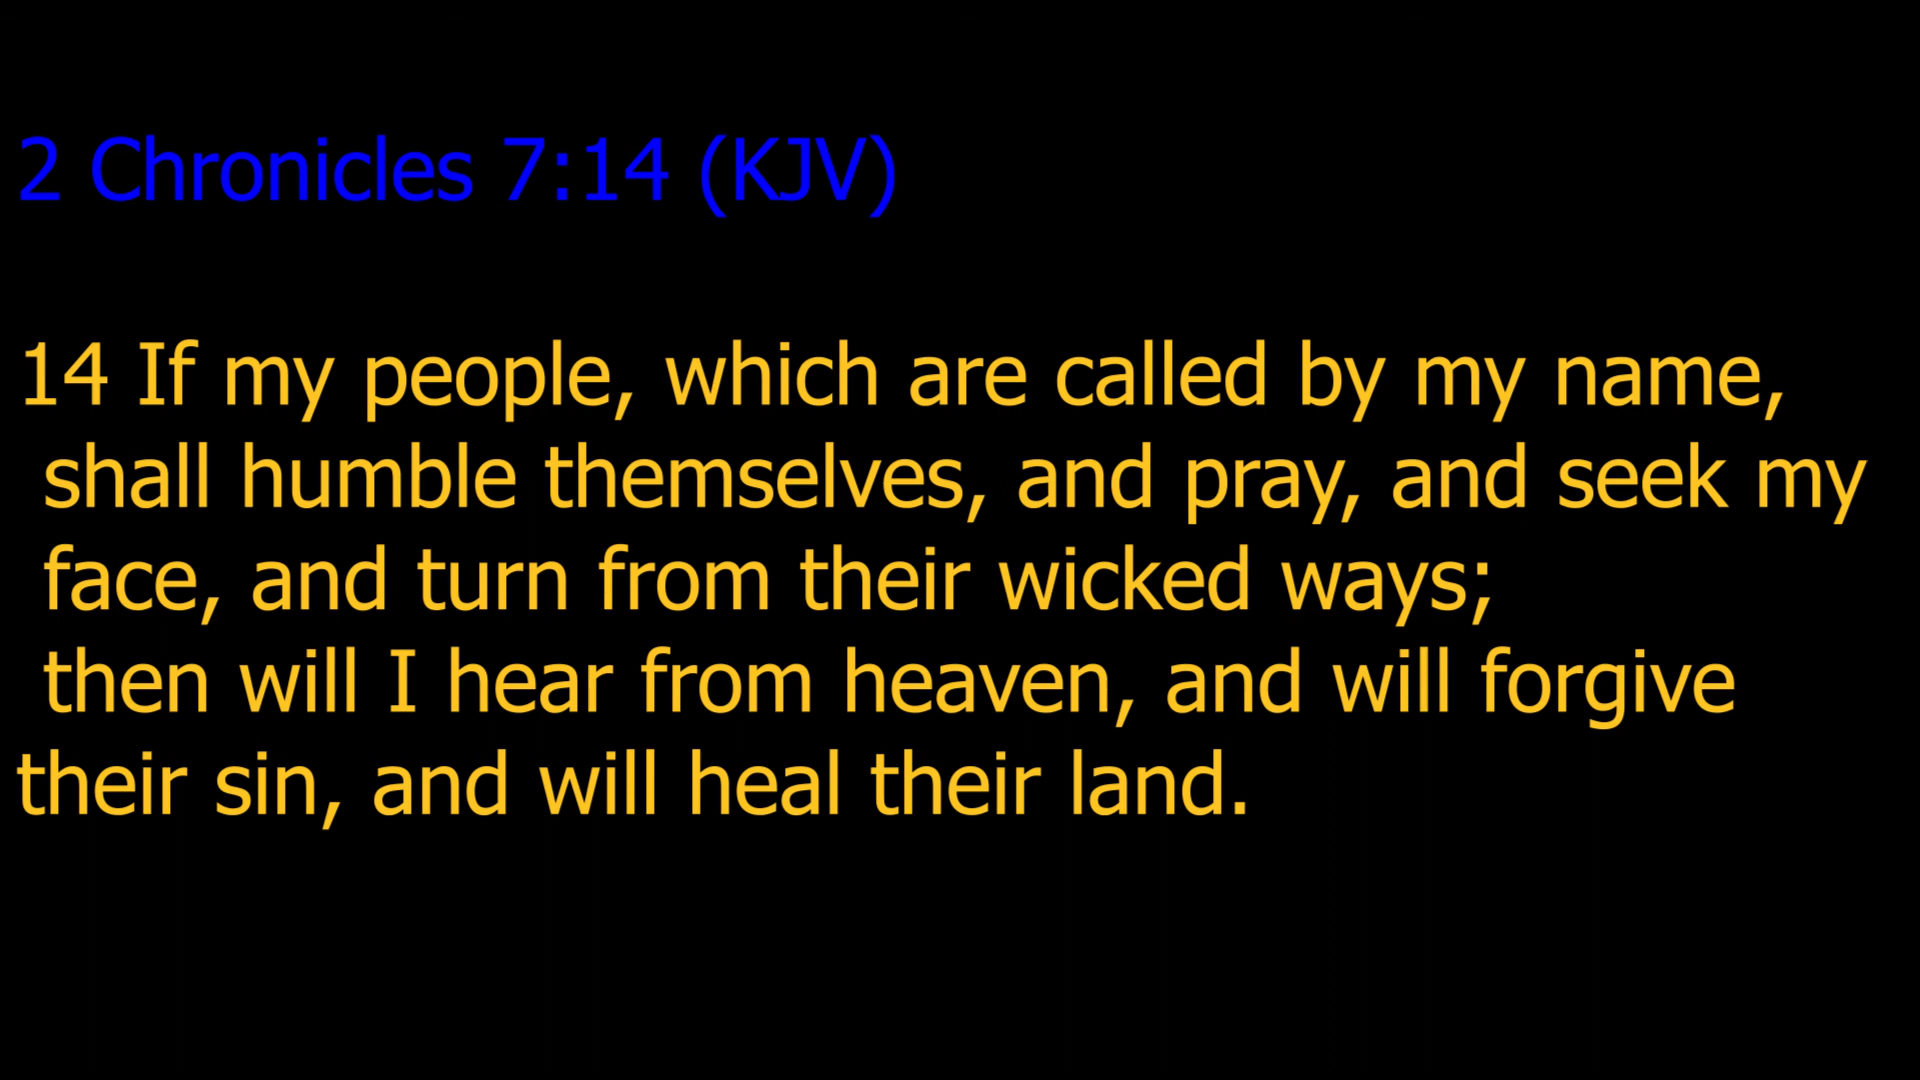 2 Chronicles 7:14 (KJV)
14 If my people, which are called by my name,
shall humble themselves, and pray, and seek my
face, and turn from their wicked ways;
then will I hear from heaven, and will forgive
their sin, and will heal their land.